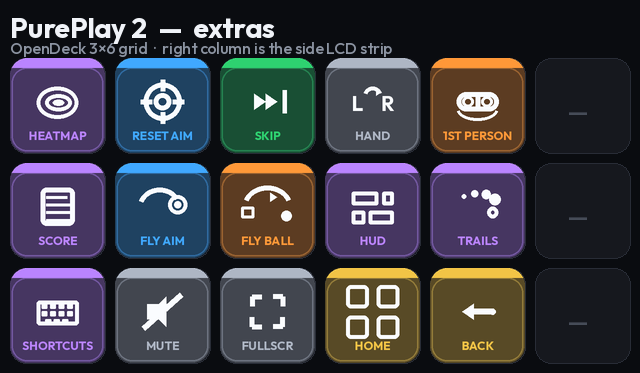 PurePlay 2 — extras
OpenDeck 3×6 grid · right column is the side LCD strip
HEATMAP
RESET AIM
SKIP
L R
HAND
1ST PERSON
—
SCORE
FLY AIM
FLY BALL
HUD
TRAILS
—
SHORTCUTS
MUTE
FULLSCR
HOME
BACK
—